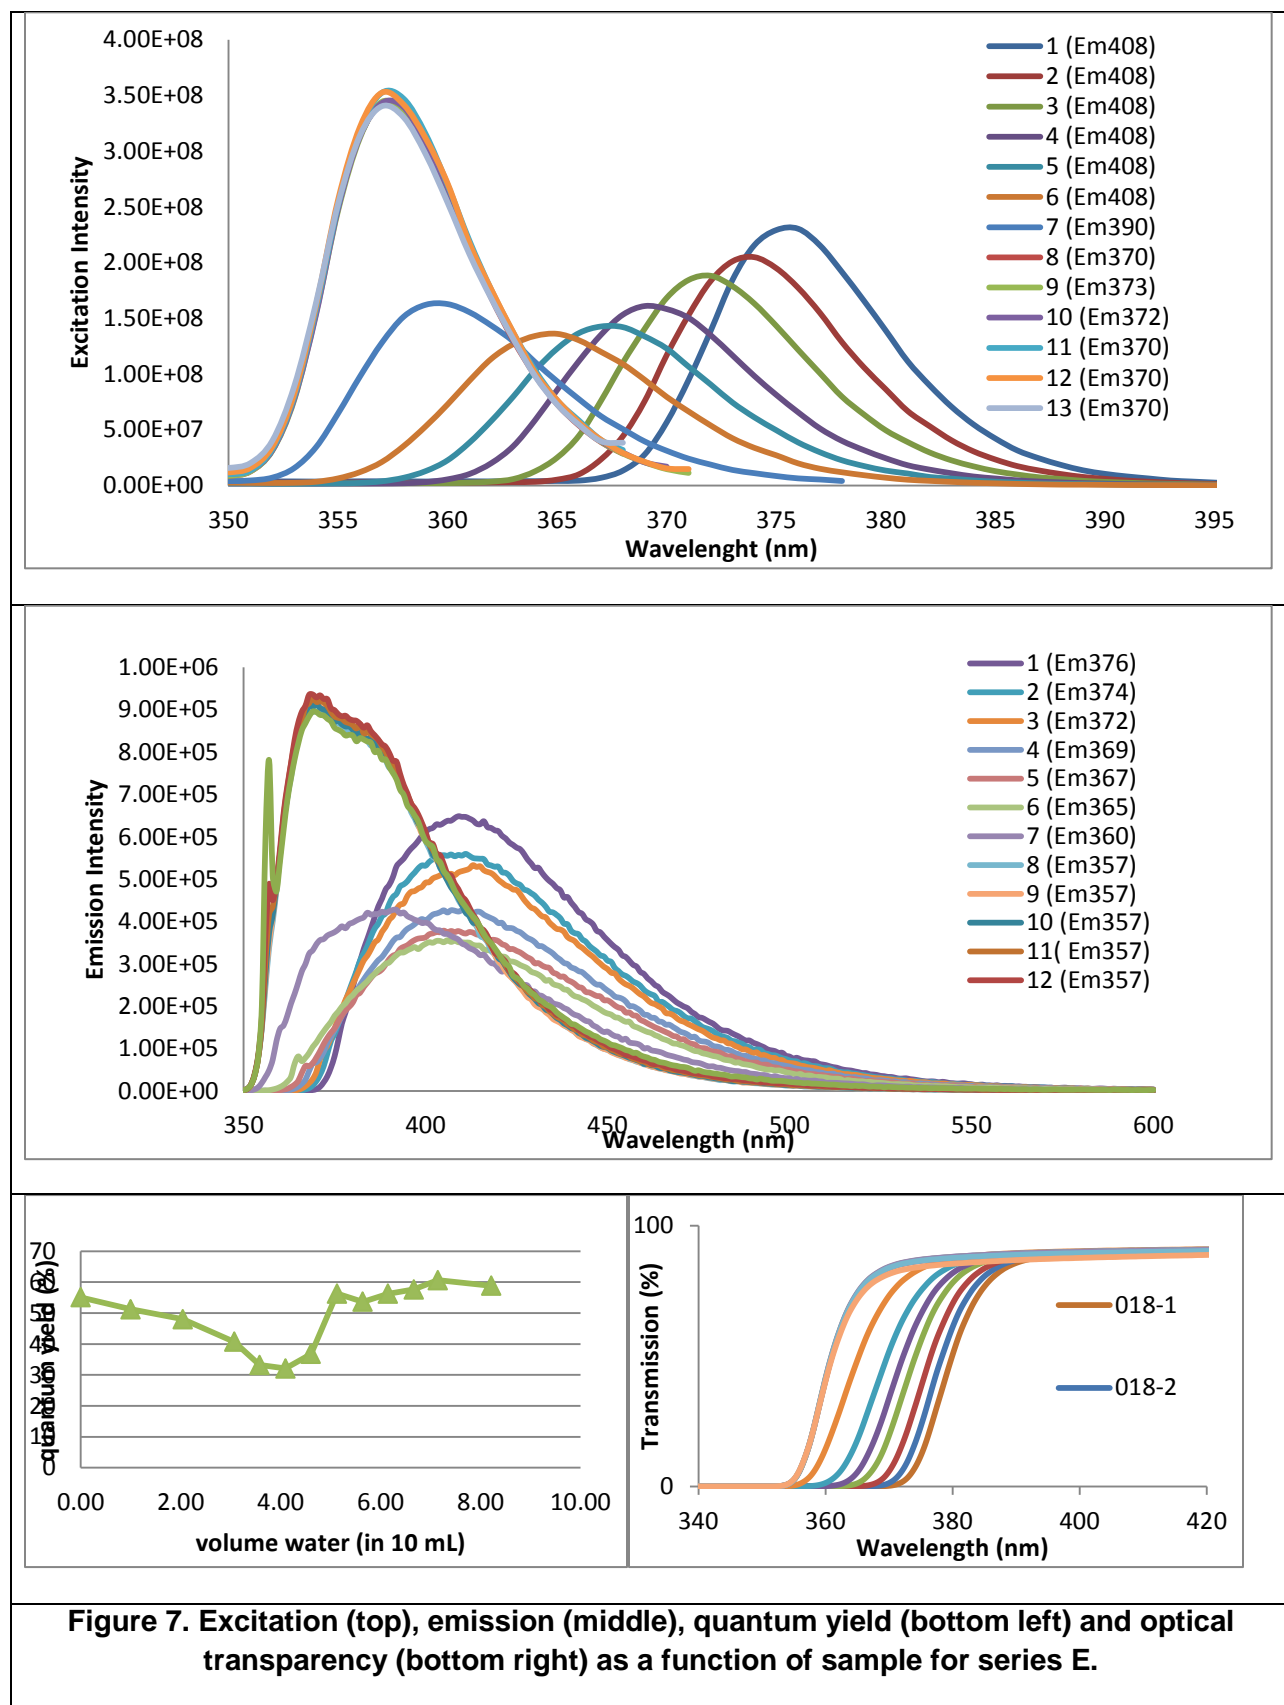 4.00E+08
3.50E+08
3.00E+08
2.50E+08
2.00E+08
1.50E+08
1.00E+08
5.00E+07
0.00E+00
Excitation Intensity
350 355 360 365 370 375 380 385 390 395
Wavelenght (nm)
1 (Em408)
2 (Em408)
3 (Em408)
4 (Em408)
5 (Em408)
6 (Em408)
7 (Em390)
8 (Em370)
9 (Em373)
10 (Em372)
11 (Em370)
12 (Em370)
13 (Em370)
1.00E+06
9.00E+05
8.00E+05
7.00E+05
6.00E+05
5.00E+05
4.00E+05
3.00E+05
2.00E+05
1.00E+05
0.00E+00
Emission Intensity
350 400 450 500 550 600
Wavelength (nm)
1 (Em376)
2 (Em374)
3 (Em372)
4 (Em369)
5 (Em367)
6 (Em365)
7 (Em360)
8 (Em357)
9 (Em357)
10 (Em357)
11( Em357)
12 (Em357)
70
60
50
40
30
20
10
0
quantum yield (%)
0.00 2.00 4.00 6.00 8.00 10.00
volume water (in 10 mL)
100
0
Transmission (%)
340 360 380 400 420
Wavelength (nm)
018-1
018-2
Figure 7. Excitation (top), emission (middle), quantum yield (bottom left) and optical
transparency (bottom right) as a function of sample for series E.